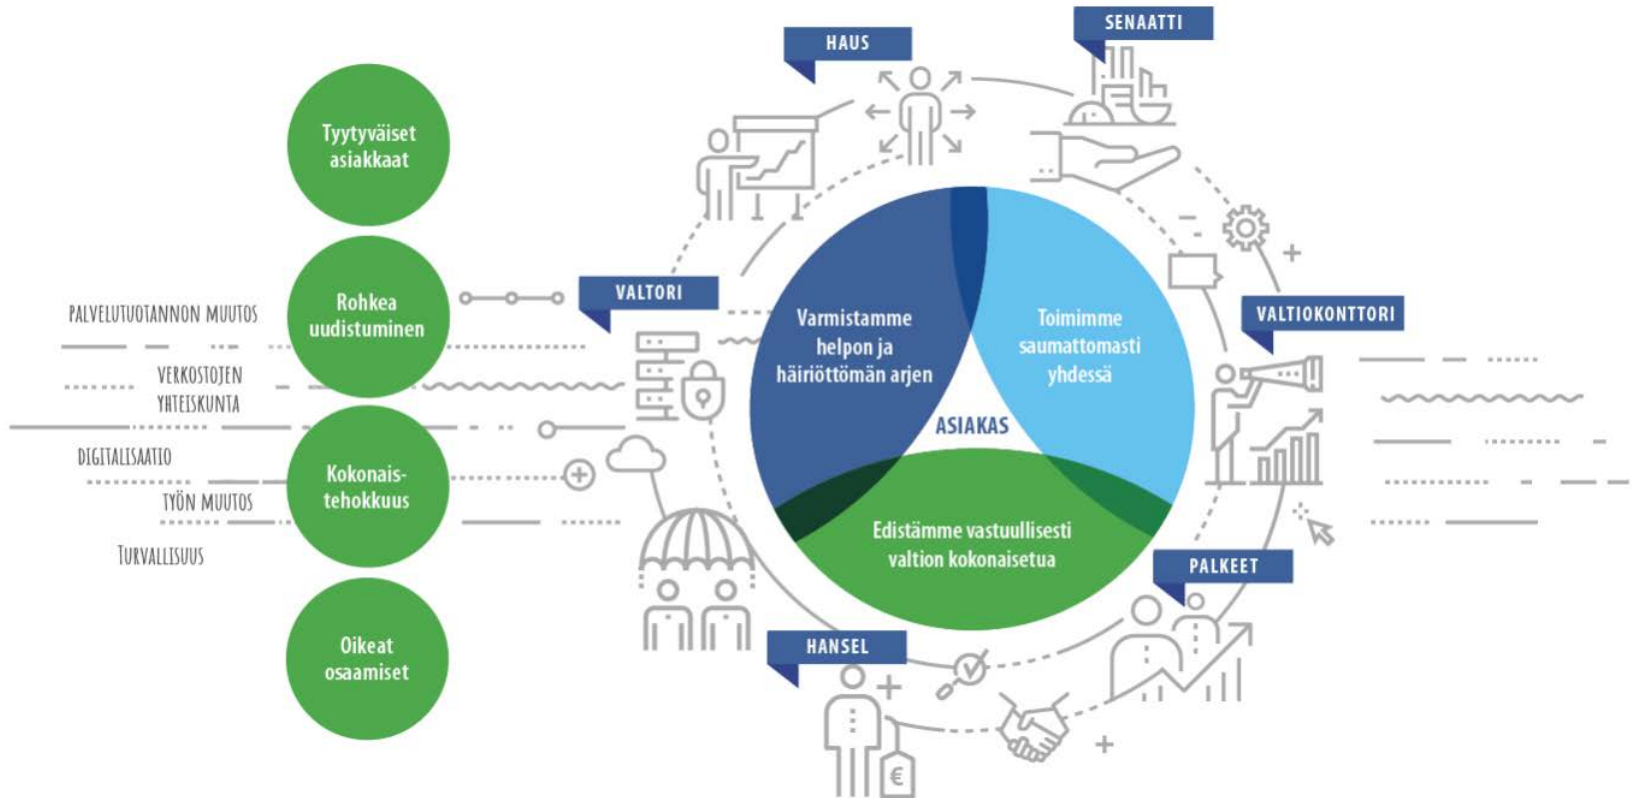 HAUS
SENAATTI
Tyytyväiset
asiakkaat
Rohkea
uudistuminen
VALTORI
PALVELUTUOTANNON MUUTOS
VALTIOKONTTORI
Varmistamme
helpon ja
häiriöttömän arjen
Toimimme
saumattomasti
yhdessä
VERKOSTOJEN
YHTEISKUNTA
ASIAKAS
DIGITALISAATIO
Kokonais-
tehokkuus
TYÖN MUUTOS
Edistämme vastuullisesti
valtion kokonaisetua
TURVALLISUUS
PALKEET
Oikeat
osaamiset
HANSEL
€